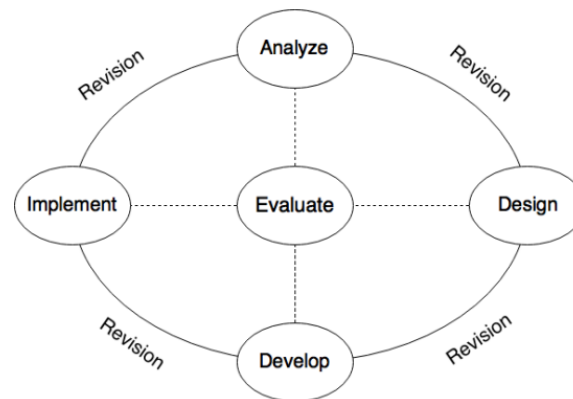 Analyze
Revision
Revision
Implement
Evaluate
Design
Revision
Revision
Develop